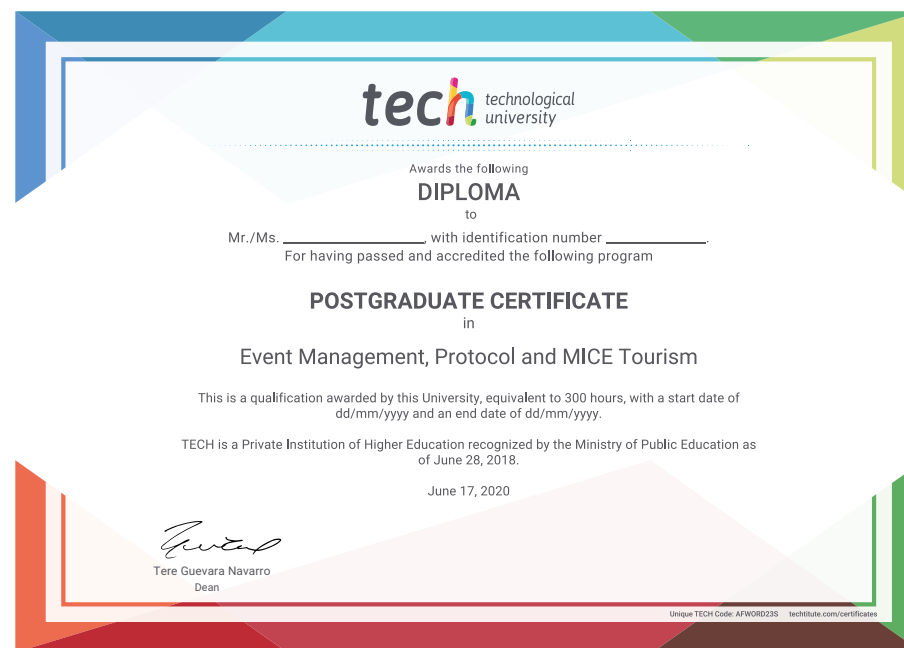 tech technological
university
Awards the following
DIPLOMA
to
Mr./Ms. ____________________, with identification number ______________.
For having passed and accredited the following program
POSTGRADUATE CERTIFICATE
in
Event Management, Protocol and MICE Tourism
This is a qualification awarded by this University, equivalent to 300 hours, with a start date of
dd/mm/yyyy and an end date of dd/mm/yyyy.
TECH is a Private Institution of Higher Education recognized by the Ministry of Public Education as
of June 28, 2018.
June 17, 2020
Tere Guevara Navarro
Dean
Unique TECH Code: AFWORD23S techtitute.com/certificates